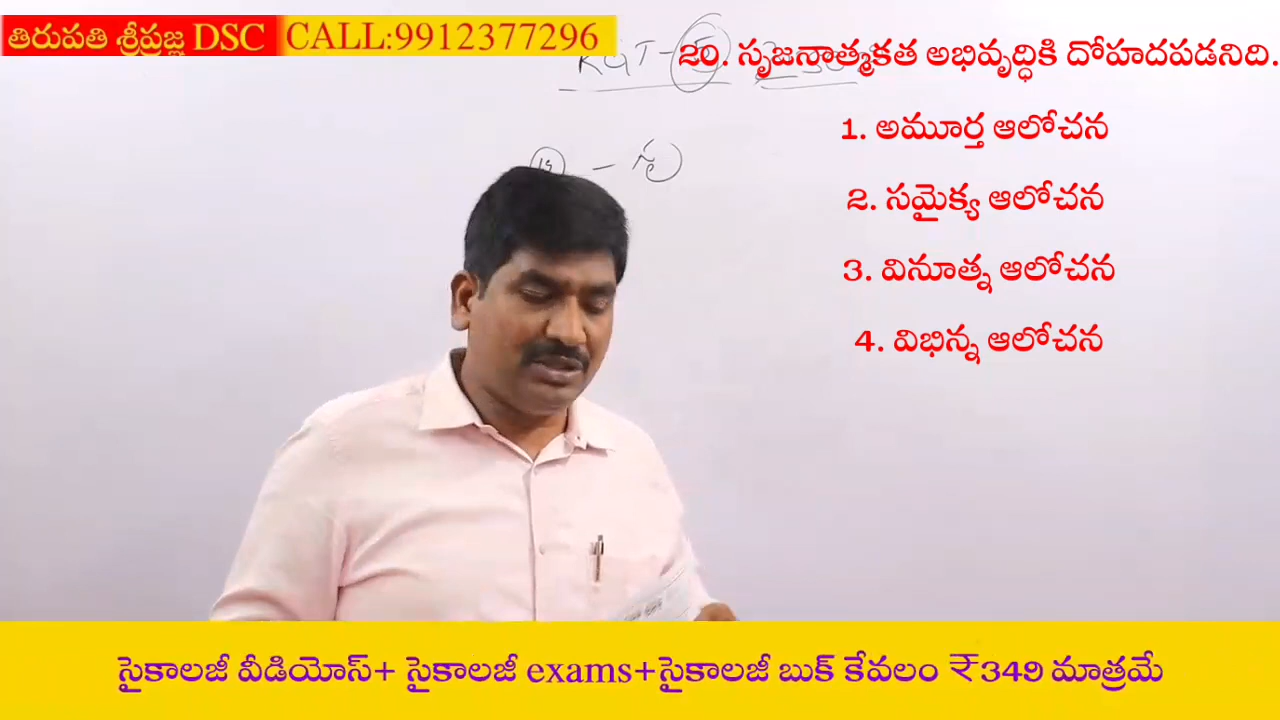 తిరుపతి శ్రీప్రజ్ఞ DSC CALL:9912377296
20. సృజనాత్మకత అభివృద్ధికి దోహదపడనిది.
1. అమూర్త ఆలోచన
2. సమైక్య ఆలోచన
3. వినూత్న ఆలోచన
4. విభిన్న ఆలోచన
సైకాలజీ వీడియోస్+ సైకాలజీ exams+సైకాలజీ బుక్ కేవలం ₹349 మాత్రమే